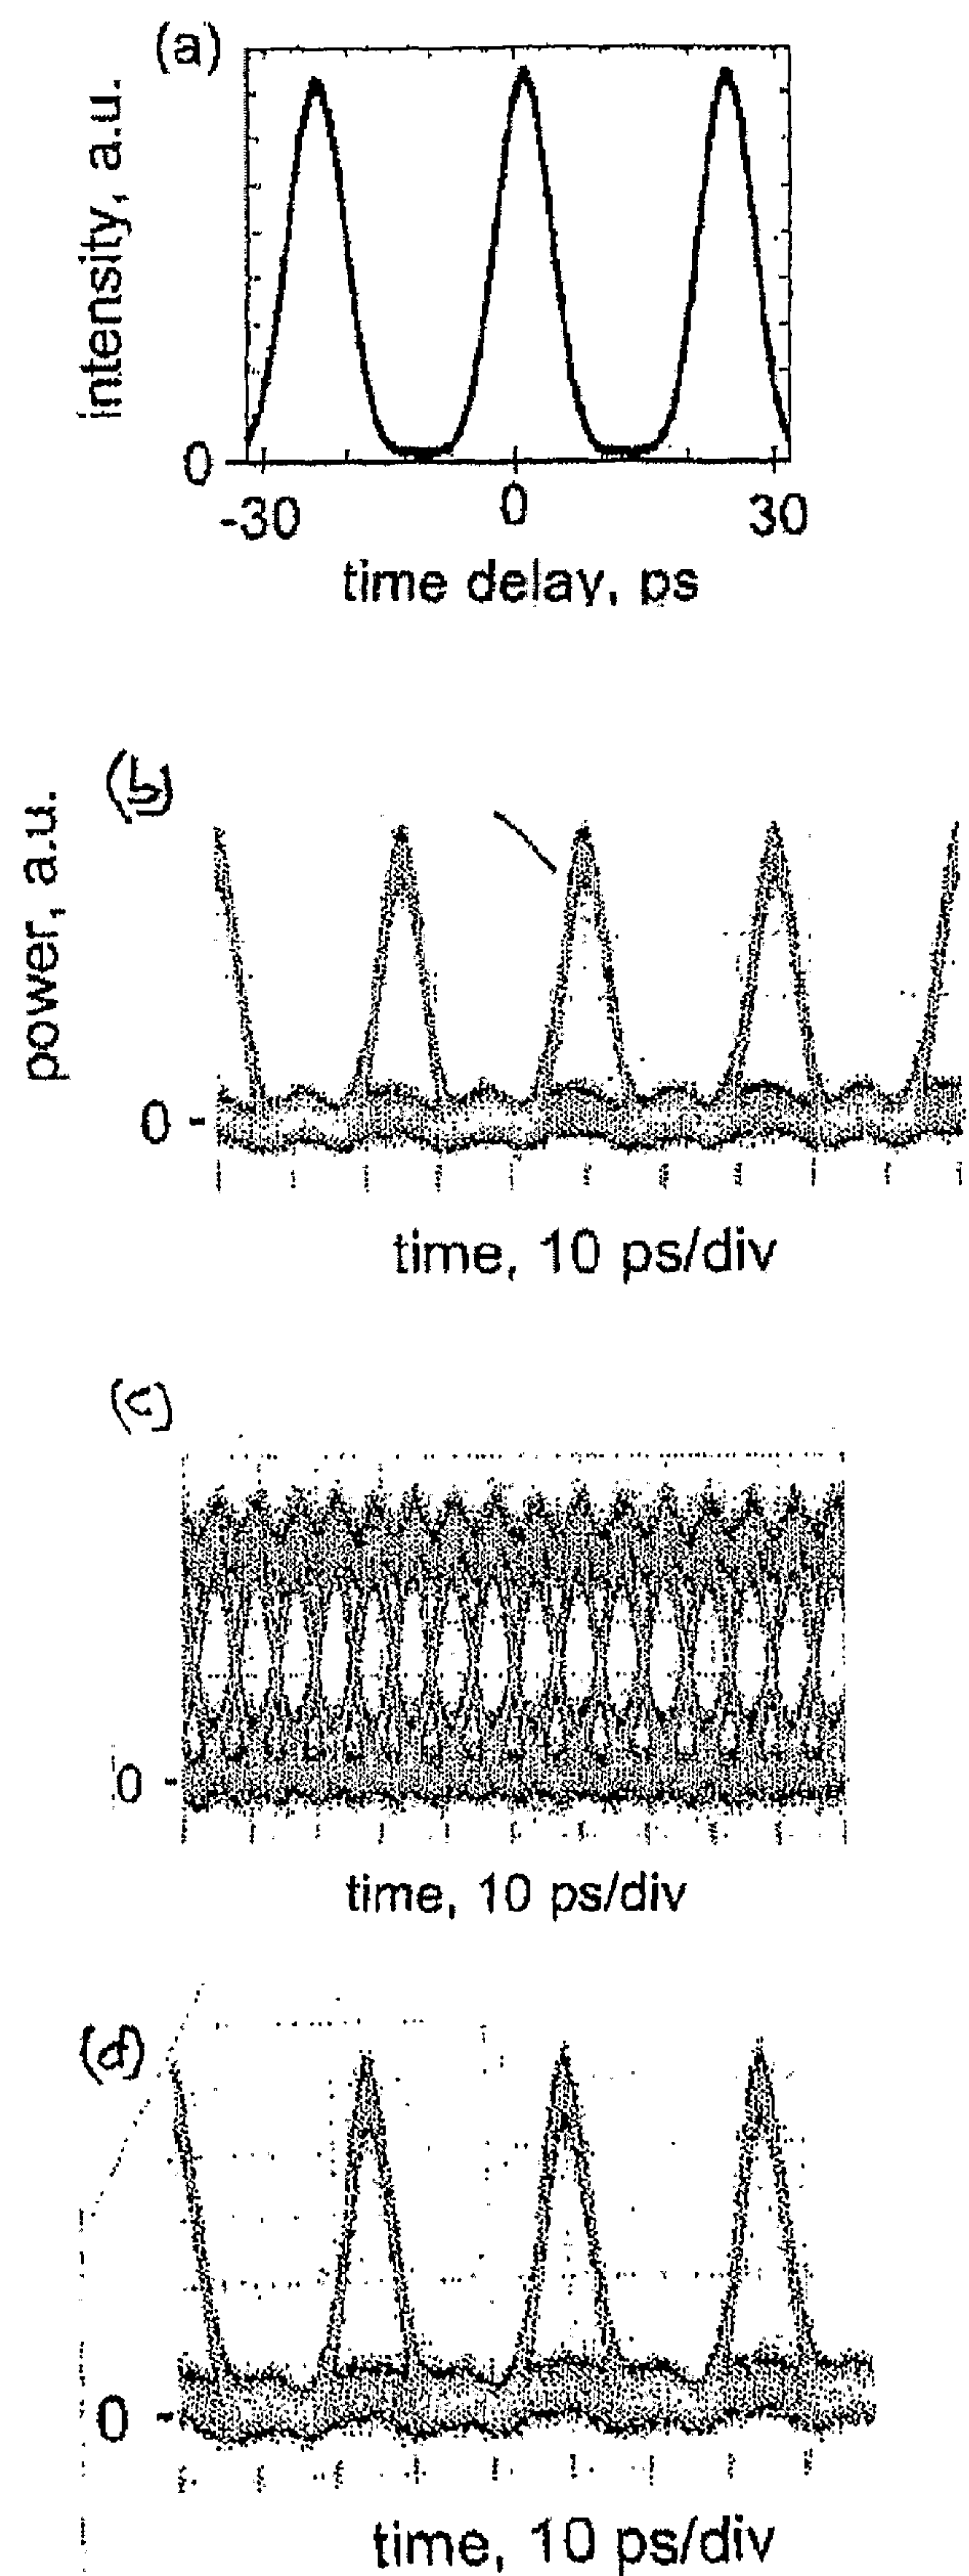 (a)
intensity, a.u.
0
-30 0 30
time delay, ps
(b)
power, a.u.
0
time, 10 ps/div
(c)
0
time, 10 ps/div
(d)
0
time, 10 ps/div